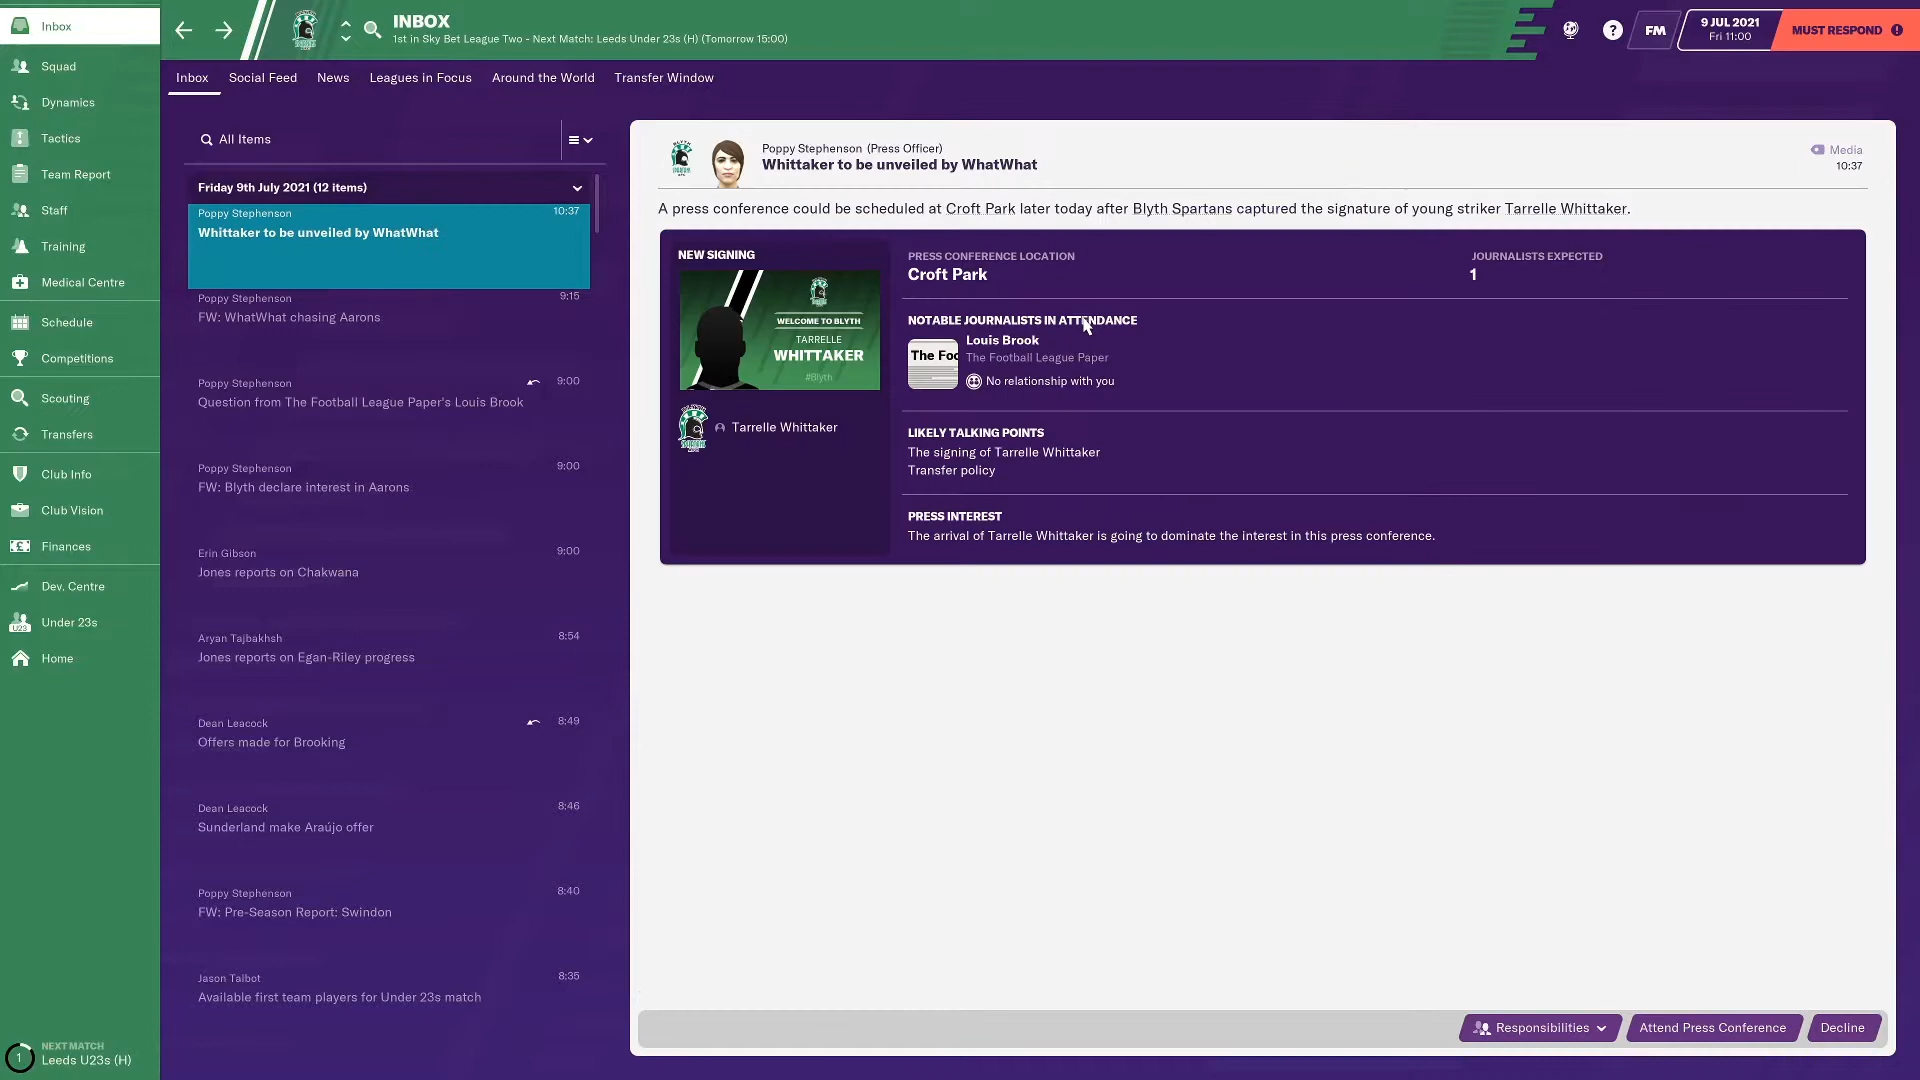 Inbox
Squad
Dynamics
Tactics
Team Report
Staff
Training
Medical Centre
Schedule
Competitions
Scouting
Transfers
Club Info
Club Vision
Finances
Dev. Centre
U23
Under 23s
Home
1
NEXT MATCH
Leeds U23s (H)
INBOX
1st in Sky Bet League Two - Next Match: Leeds Under 23s (H) (Tomorrow 15:00)
?
FM
9 JUL 2021
Fri 11:00
MUST RESPOND
Inbox
Social Feed
News
Leagues in Focus
Around the World
Transfer Window
All Items
Friday 9th July 2021 (12 items)
Poppy Stephenson 10:37
Whittaker to be unveiled by WhatWhat
Poppy Stephenson 9:15
FW: WhatWhat chasing Aarons
Poppy Stephenson 9:00
Question from The Football League Paper's Louis Brook
Poppy Stephenson 9:00
FW: Blyth declare interest in Aarons
Erin Gibson 9:00
Jones reports on Chakwana
Aryan Tajbakhsh 8:54
Jones reports on Egan-Riley progress
Dean Leacock 8:49
Offers made for Brooking
Dean Leacock 8:46
Sunderland make Araújo offer
Poppy Stephenson 8:40
FW: Pre-Season Report: Swindon
Jason Talbot 8:35
Available first team players for Under 23s match
Poppy Stephenson (Press Officer)
Whittaker to be unveiled by WhatWhat
Media
10:37
A press conference could be scheduled at Croft Park later today after Blyth Spartans captured the signature of young striker Tarrelle Whittaker.
NEW SIGNING
WELCOME TO BLYTH
TARRELLE
WHITTAKER
#Blyth
Tarrelle Whittaker
PRESS CONFERENCE LOCATION
Croft Park
JOURNALISTS EXPECTED
1
NOTABLE JOURNALISTS IN ATTENDANCE
The Foo
Louis Brook
The Football League Paper
No relationship with you
LIKELY TALKING POINTS
The signing of Tarrelle Whittaker
Transfer policy
PRESS INTEREST
The arrival of Tarrelle Whittaker is going to dominate the interest in this press conference.
Responsibilities
Attend Press Conference
Decline